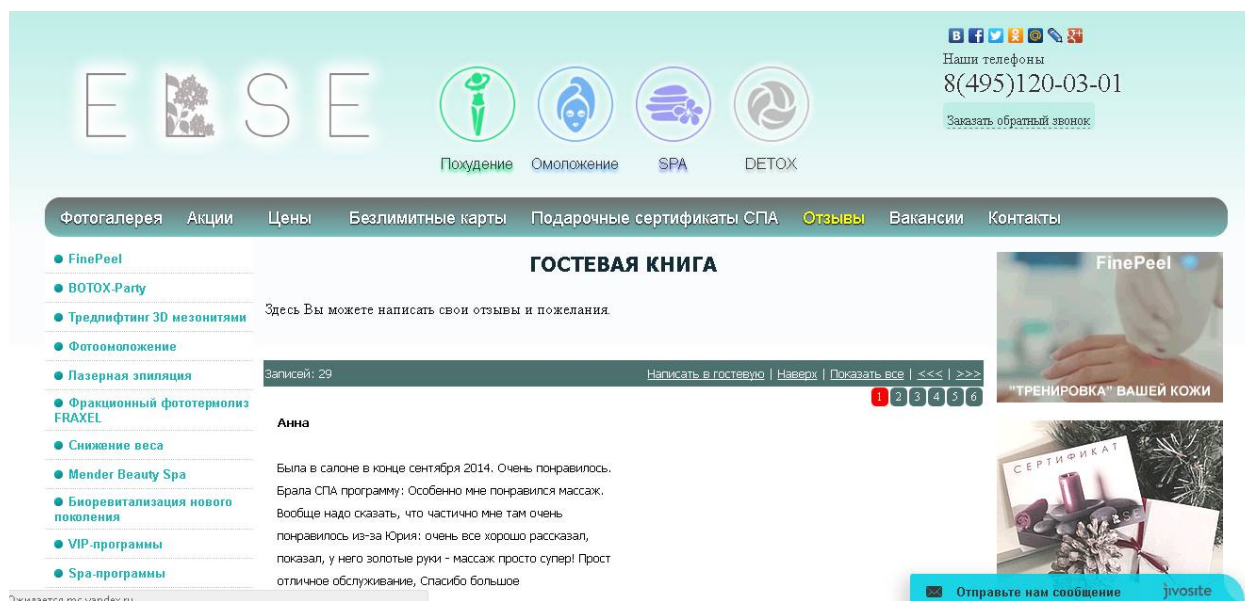 Наши телефоны
8(495)120-03-01
Заказать обратный звонок
E L S E
Похудение Омоложение SPA DETOX
Фотогалерея Акции Цены Безлимитные карты Подарочные сертификаты СПА Отзывы Вакансии Контакты
FinePeel
BOTOX-Party
Тредлифтинг 3D мезонитями
Фотоомоложение
Лазерная эпиляция
Фракционный фототермолиз
FRAXEL
Снижение веса
Mender Beauty Spa
Биоревитализация нового
поколения
VIP-программы
Spa-программы
ГОСТЕВАЯ КНИГА
Здесь Вы можете написать свои отзывы и пожелания.
Записей: 29 Написать в гостевую | Наверх | Показать все | <<< | >>>
1 2 3 4 5 6
Анна
Была в салоне в конце сентября 2014. Очень понравилось.
Брала СПА программу: Особенно мне понравился массаж.
Вообще надо сказать, что частично мне там очень
понравилось из-за Юрия: очень все хорошо рассказал,
показал, у него золотые руки - массаж просто супер! Прост
отличное обслуживание, Спасибо большое
FinePeel
"ТРЕНИРОВКА" ВАШЕЙ КОЖИ
СЕРТИФИКАТ
Отправьте нам сообщение jivosite
Ожидается mc.yandex.ru